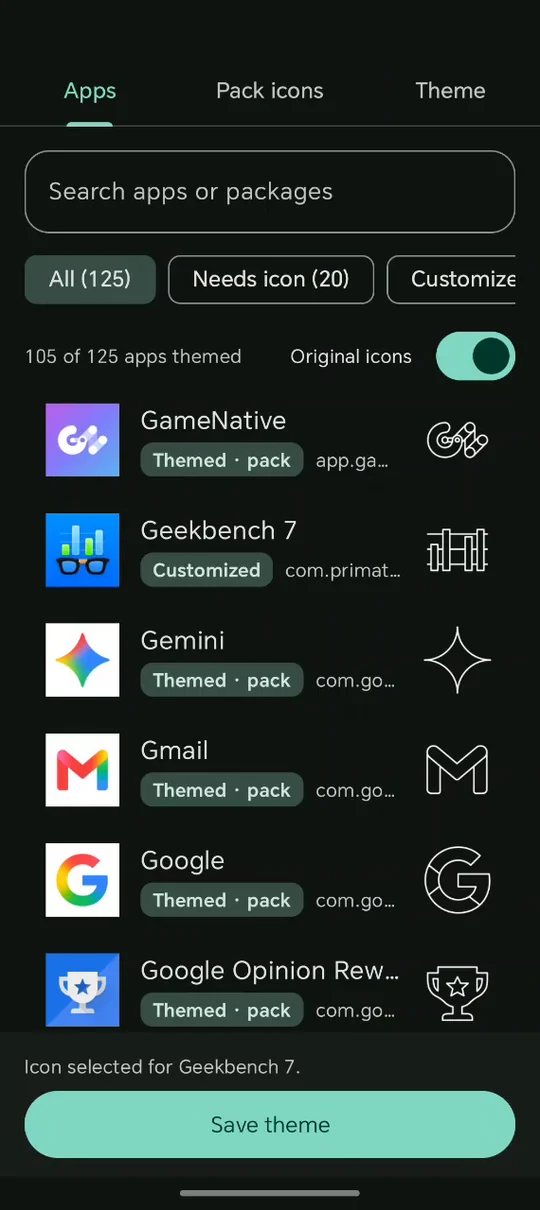 Apps Pack icons Theme
Search apps or packages
All (125) Needs icon (20) Customize
105 of 125 apps themed Original icons
GameNative
Themed · pack app.ga...
Geekbench 7
Customized com.primat...
Gemini
Themed · pack com.go...
Gmail
Themed · pack com.go...
Google
Themed · pack com.go...
Google Opinion Rew...
Themed · pack com.go...
Icon selected for Geekbench 7.
Save theme